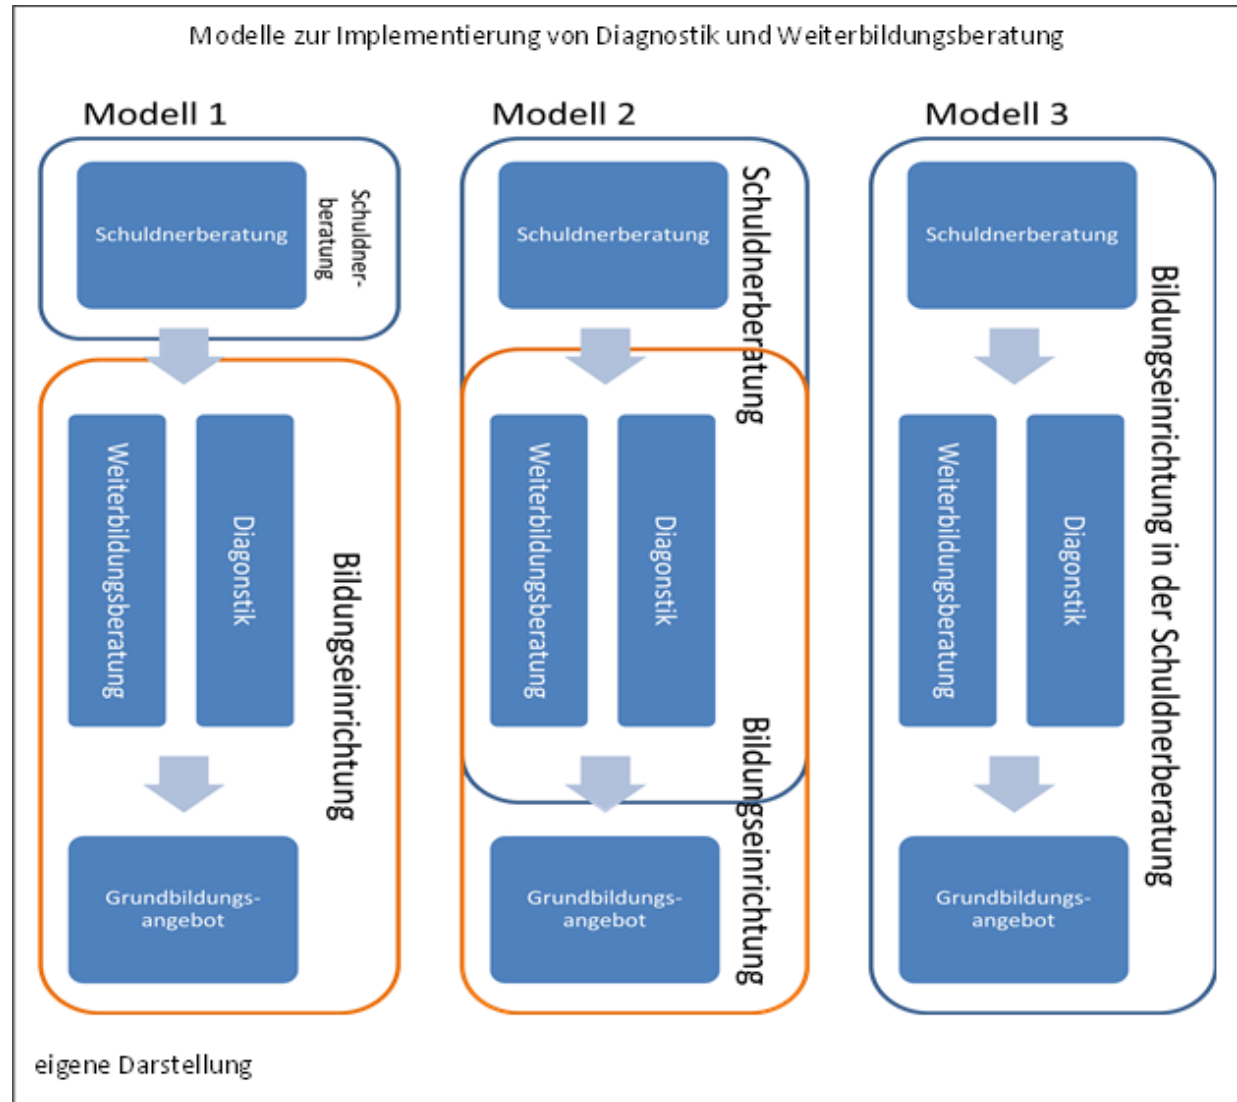 Modelle zur Implementierung von Diagnostik und Weiterbildungsberatung
Modell 1
Schuldnerberatung
Schuldner-
beratung
Weiterbildungsberatung
Diagonstik
Bildungseinrichtung
Grundbildungs-
angebot
Modell 2
Schuldnerberatung
Schuldnerberatung
Weiterbildungsberatung
Diagonstik
Bildungseinrichtung
Grundbildungs-
angebot
Modell 3
Schuldnerberatung
Weiterbildungsberatung
Diagonstik
Bildungseinrichtung in der Schuldnerberatung
Grundbildungs-
angebot
eigene Darstellung